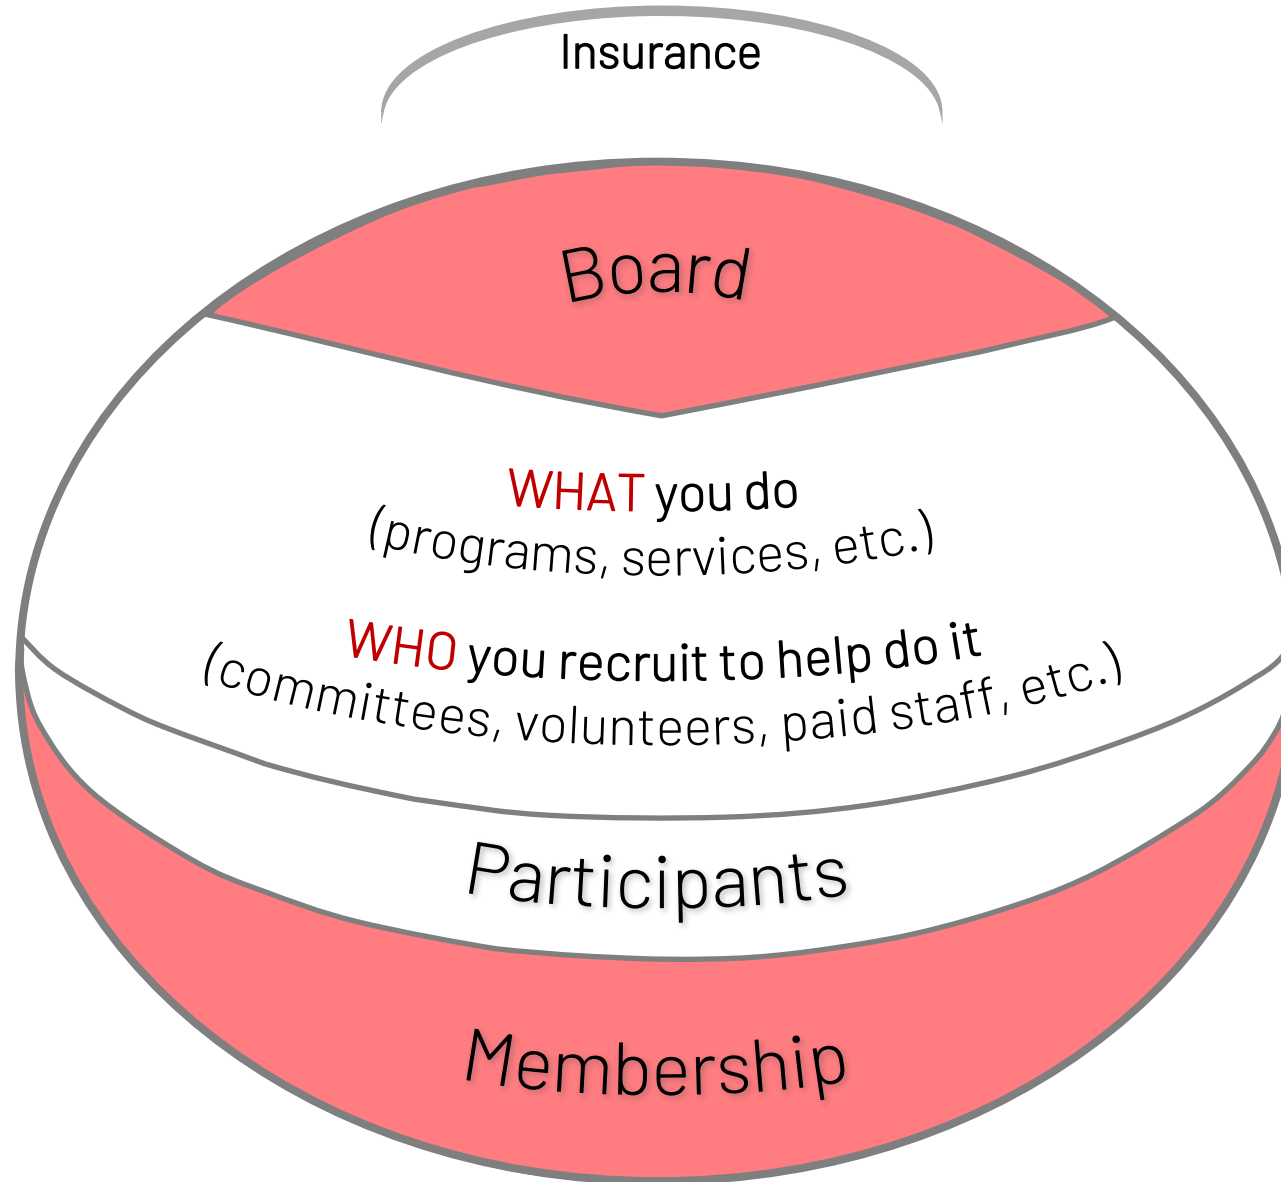 Insurance
Board
WHAT you do
(programs, services, etc.)
WHO you recruit to help do it
(committees, volunteers, paid staff, etc.)
Participants
Membership